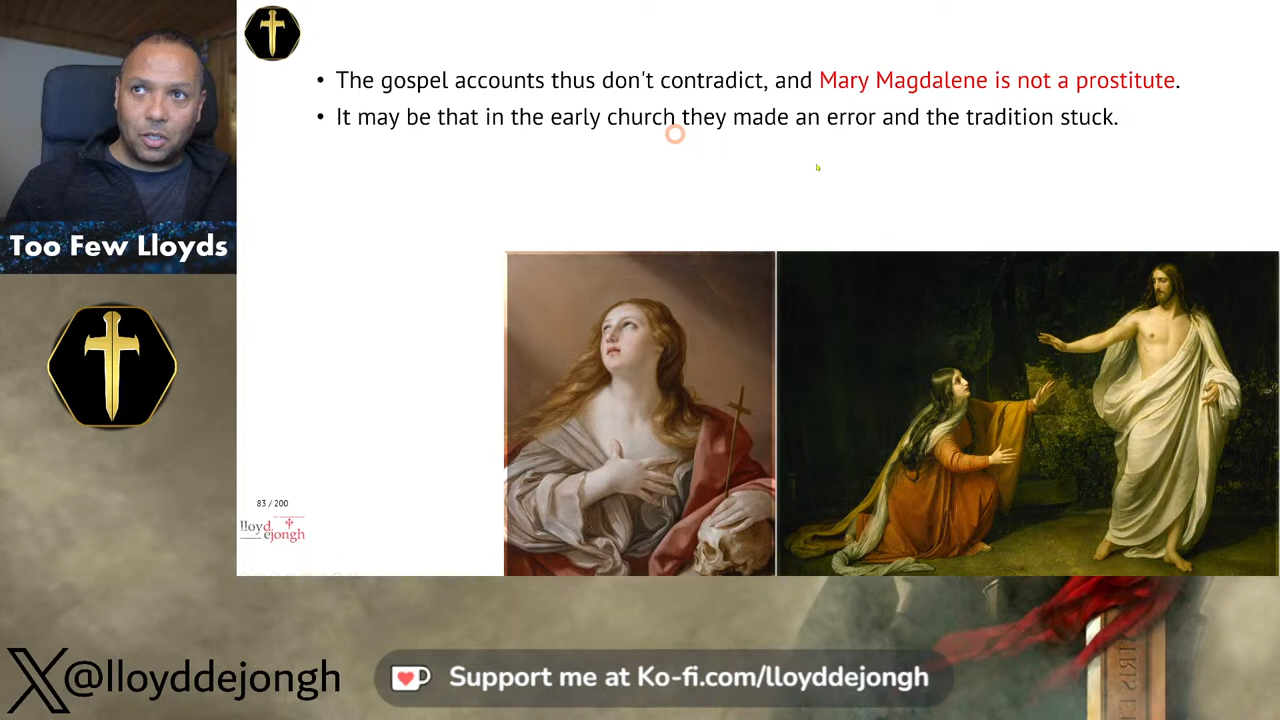 • The gospel accounts thus don't contradict, and Mary Magdalene is not a prostitute.
• It may be that in the early church they made an error and the tradition stuck.
Too Few Lloyds
83 / 200
lloyd
dejongh
X@lloyddejongh
Support me at Ko-fi.com/lloyddejongh